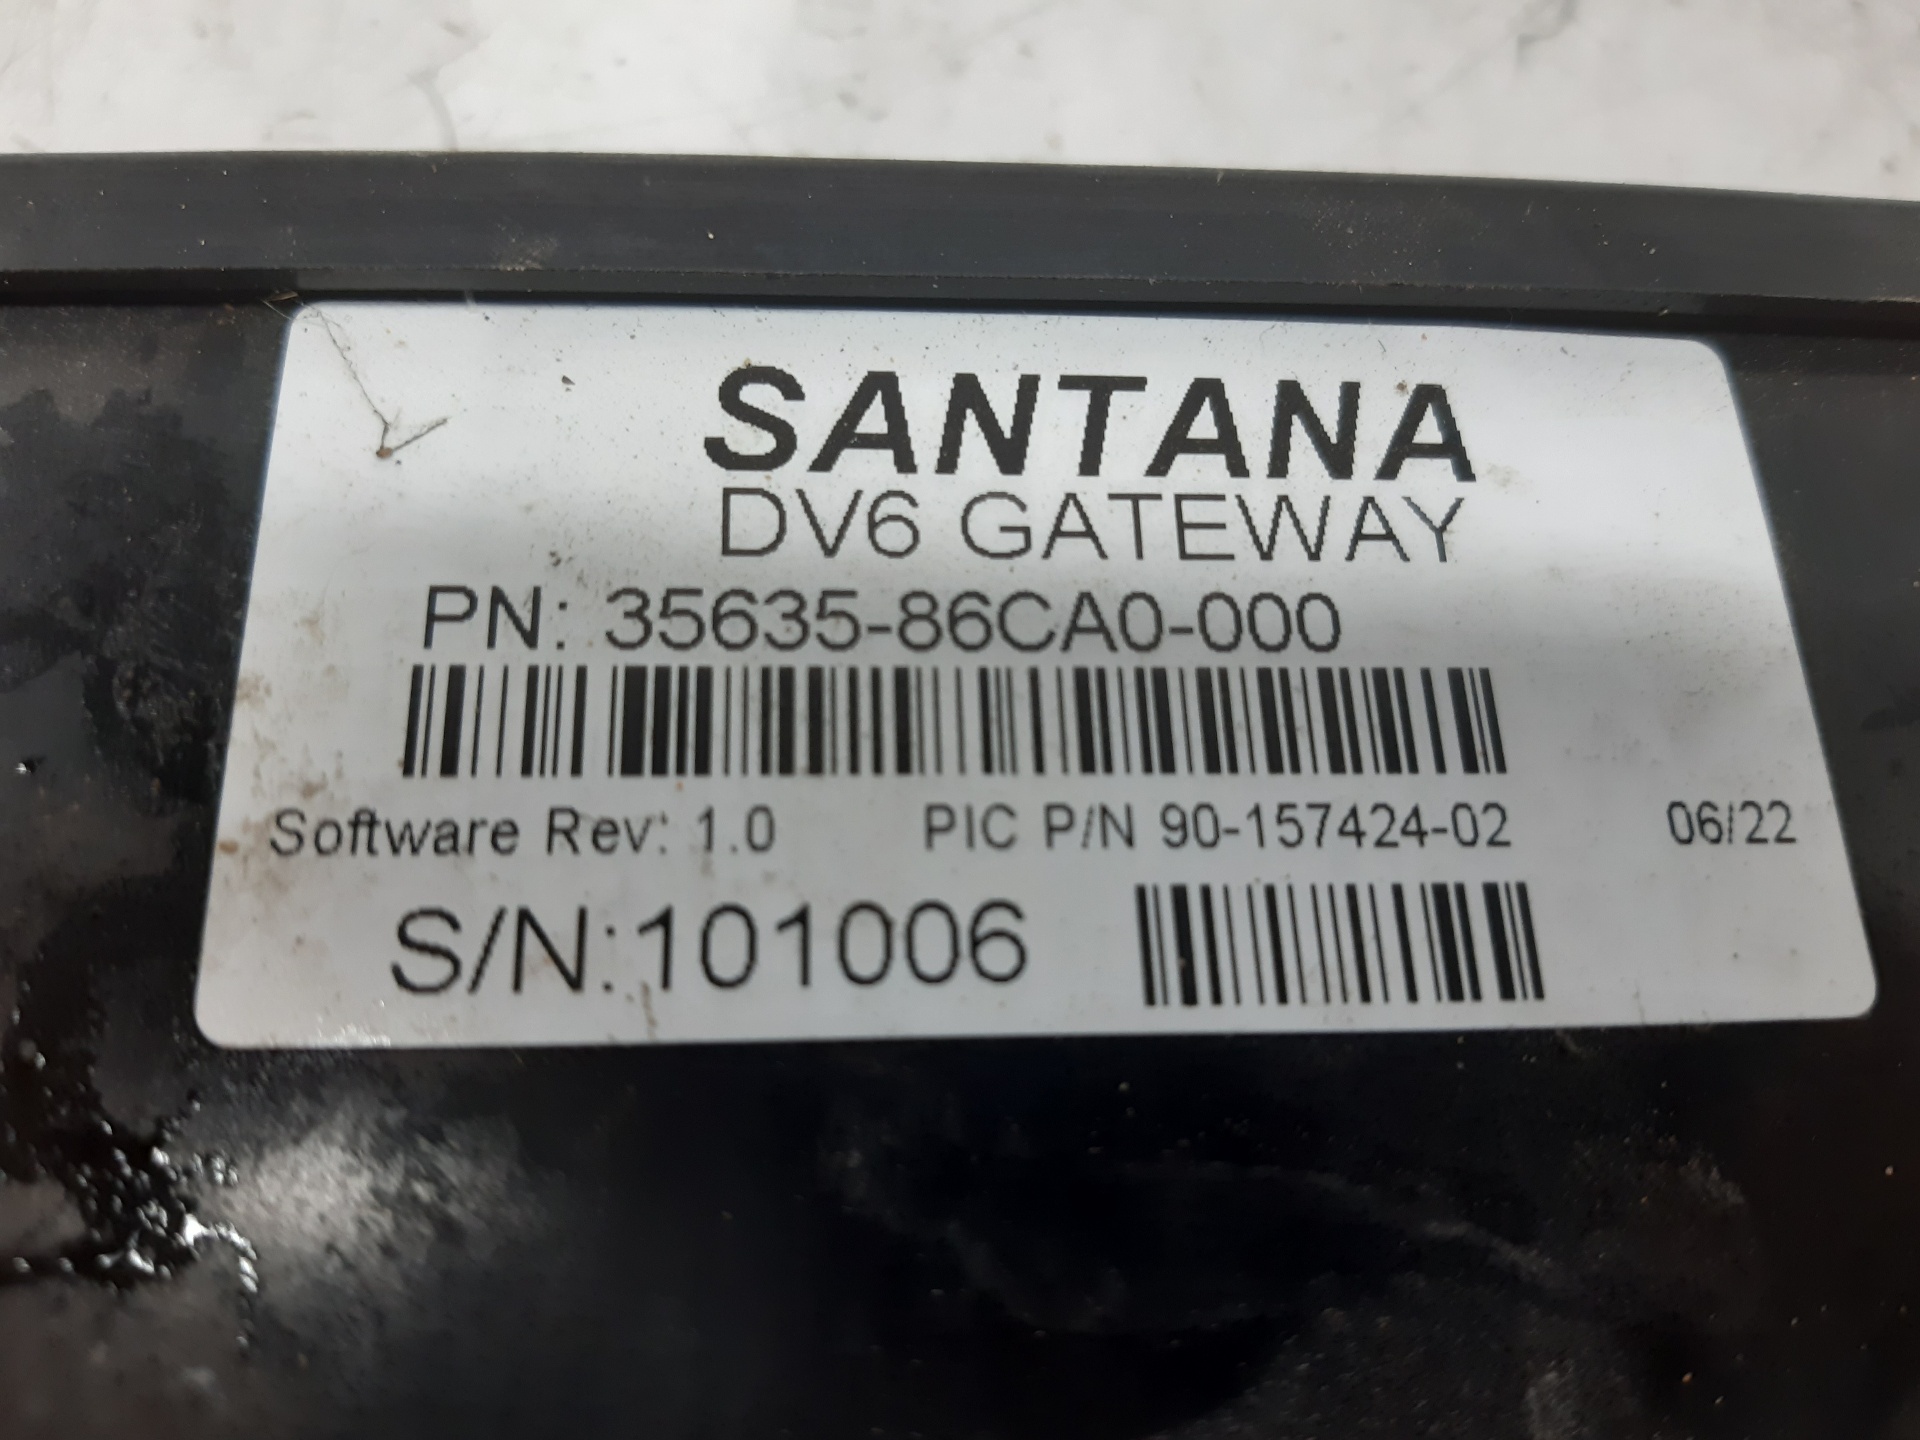 SANTANA
DV6 GATEWAY
PN: 35635-86CA0-000
Software Rev: 1.0 PIC P/N 90-157424-02 06/22
S/N:101006